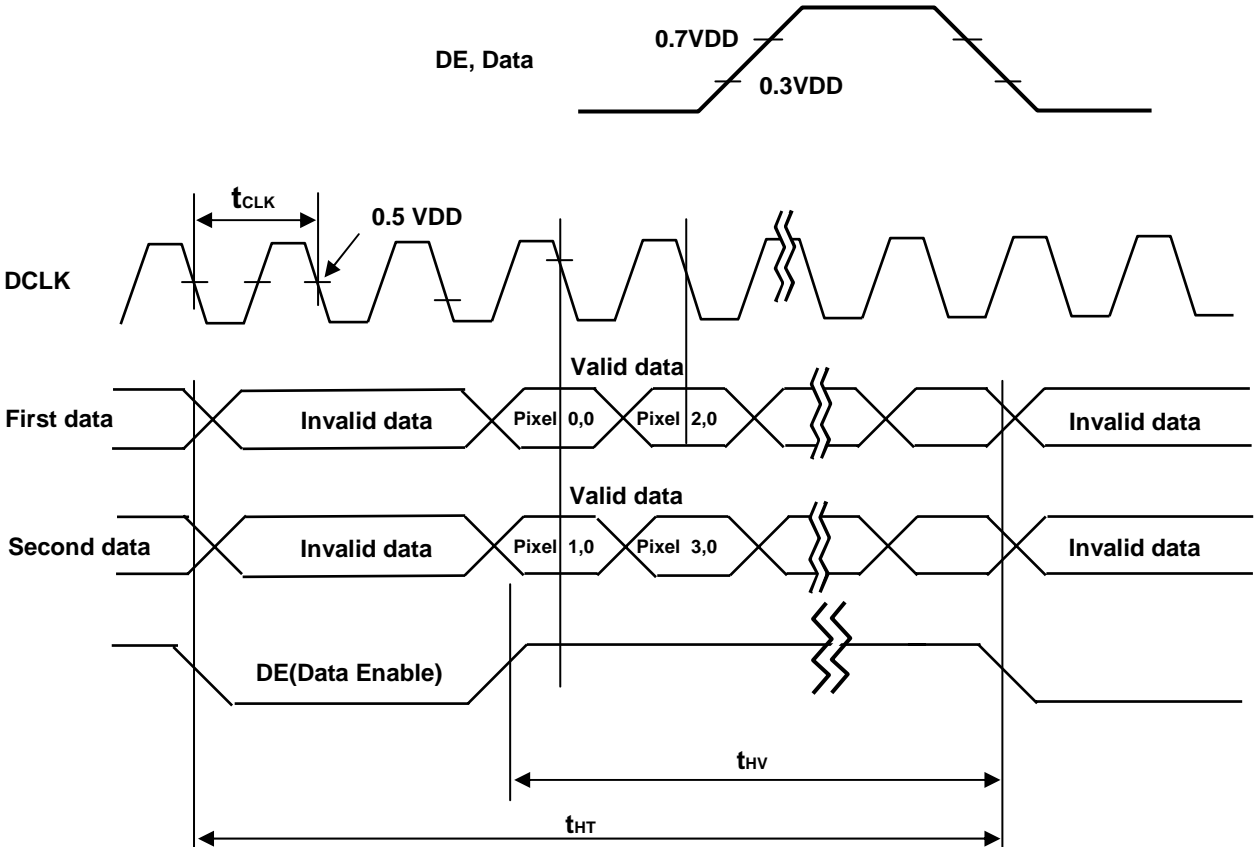 0.7VDD
DE, Data
0.3VDD
tCLK
0.5 VDD
DCLK
Valid data
First data
Invalid data
Pixel 0,0
Pixel 2,0
Invalid data
Valid data
Second data
Invalid data
Pixel 1,0
Pixel 3,0
Invalid data
DE(Data Enable)
tHV
tHT